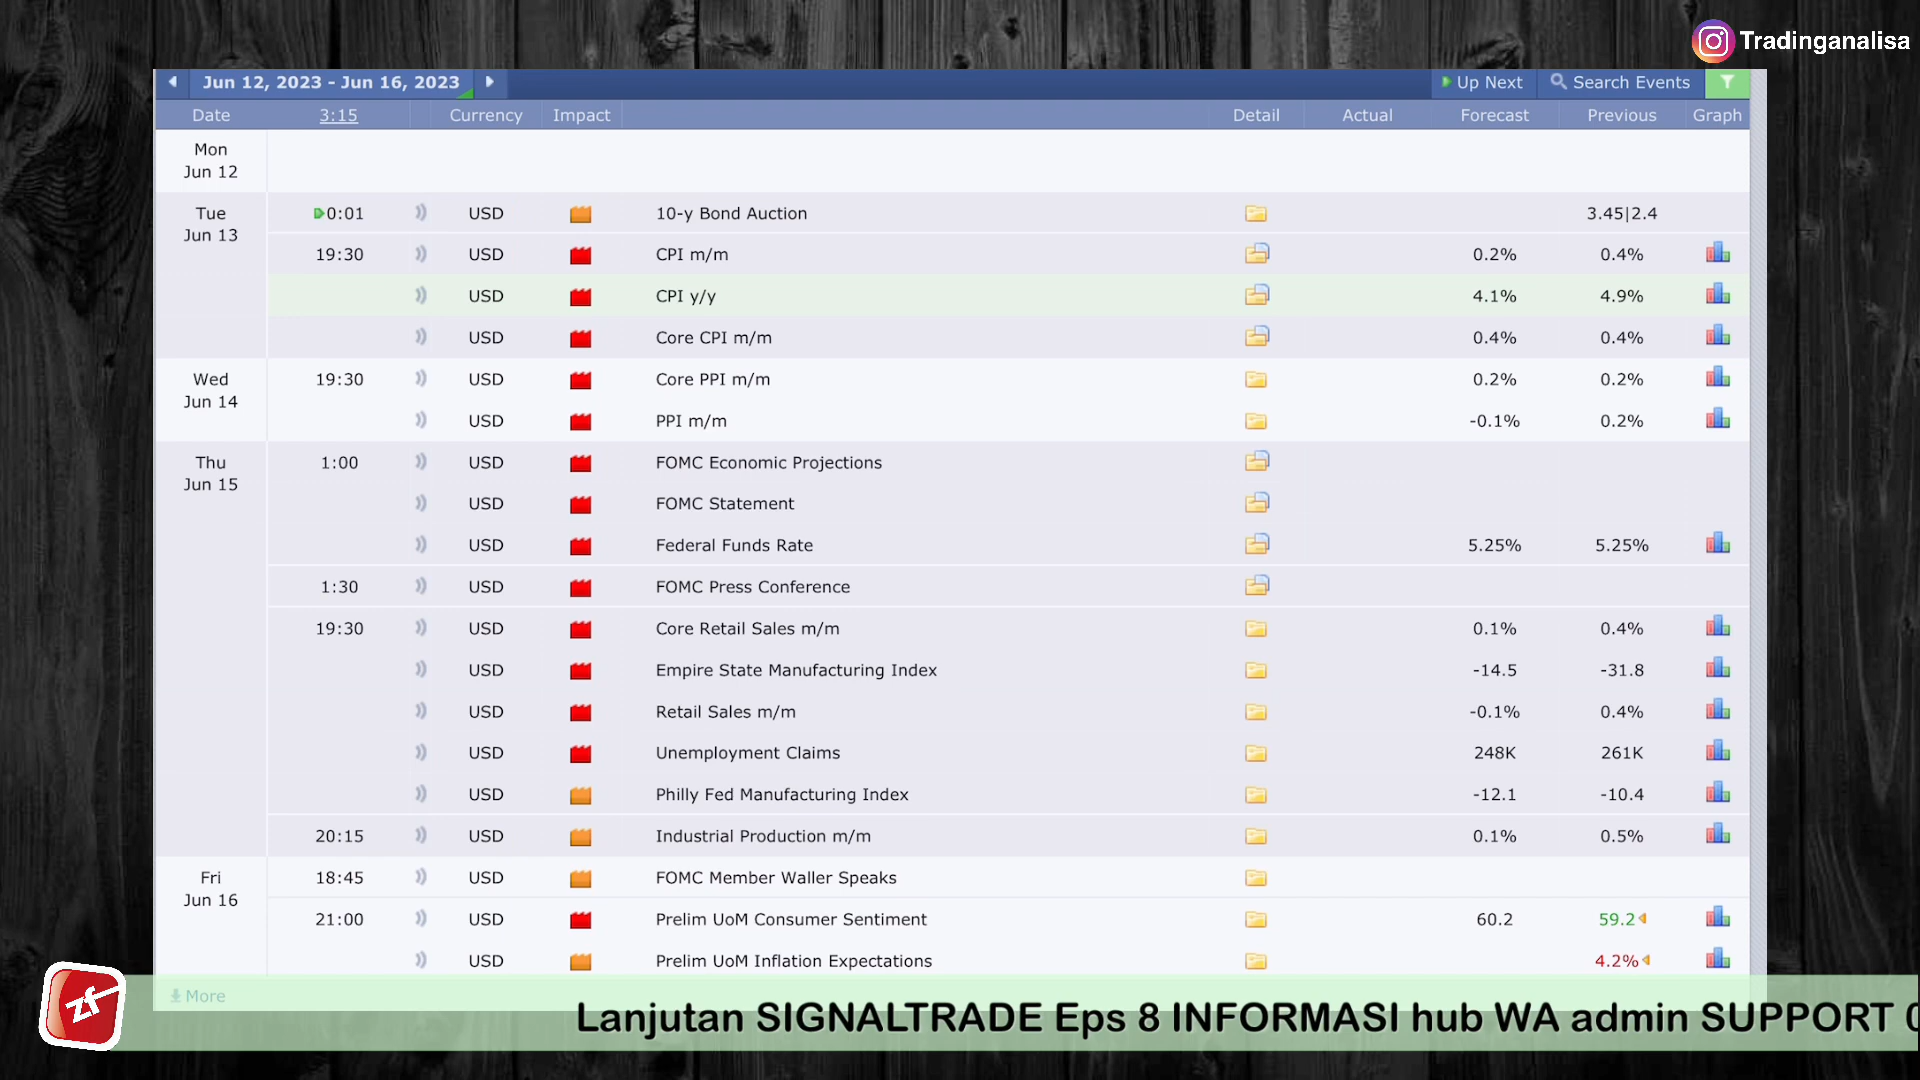 Tradinganalisa
Jun 12, 2023 - Jun 16, 2023 Up Next Search Events
Date 3:15 Currency Impact Detail Actual Forecast Previous Graph
Mon
Jun 12
Tue
Jun 13
0:01 USD 10-y Bond Auction 3.45|2.4
19:30 USD CPI m/m 0.2% 0.4%
USD CPI y/y 4.1% 4.9%
USD Core CPI m/m 0.4% 0.4%
Wed
Jun 14
19:30 USD Core PPI m/m 0.2% 0.2%
USD PPI m/m -0.1% 0.2%
Thu
Jun 15
1:00 USD FOMC Economic Projections
USD FOMC Statement
USD Federal Funds Rate 5.25% 5.25%
1:30 USD FOMC Press Conference
19:30 USD Core Retail Sales m/m 0.1% 0.4%
USD Empire State Manufacturing Index -14.5 -31.8
USD Retail Sales m/m -0.1% 0.4%
USD Unemployment Claims 248K 261K
USD Philly Fed Manufacturing Index -12.1 -10.4
20:15 USD Industrial Production m/m 0.1% 0.5%
Fri
Jun 16
18:45 USD FOMC Member Waller Speaks
21:00 USD Prelim UoM Consumer Sentiment 60.2 59.2
USD Prelim UoM Inflation Expectations 4.2%
More
zf
Lanjutan SIGNALTRADE Eps 8 INFORMASI hub WA admin SUPPORT